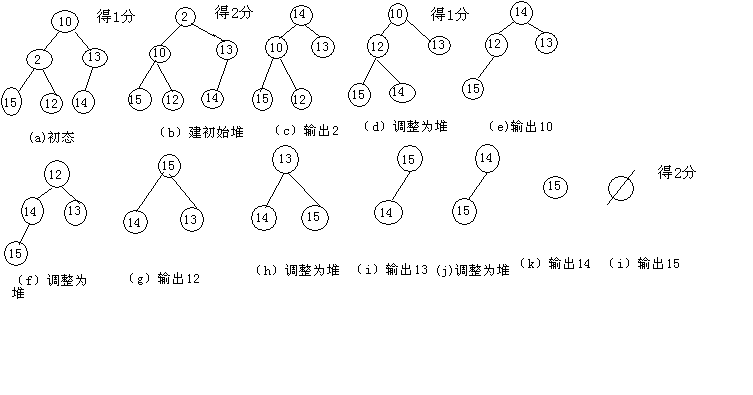 10 得1分 2 得2分 14 10 得1分 14
2 13 10 13 10 13 12 13 12 13
15 12 14 15 12 14 15 12 15 14 15
(a)初态 (b) 建初始堆 (c) 输出2 (d) 调整为堆 (e)输出10
12 15 13 15 14 15 得2分
14 13 14 13 14 15 14 15
15
(f) 调整为堆 (g) 输出12 (h) 调整为堆 (i) 输出13 (j)调整为堆 (k) 输出14 (i) 输出15